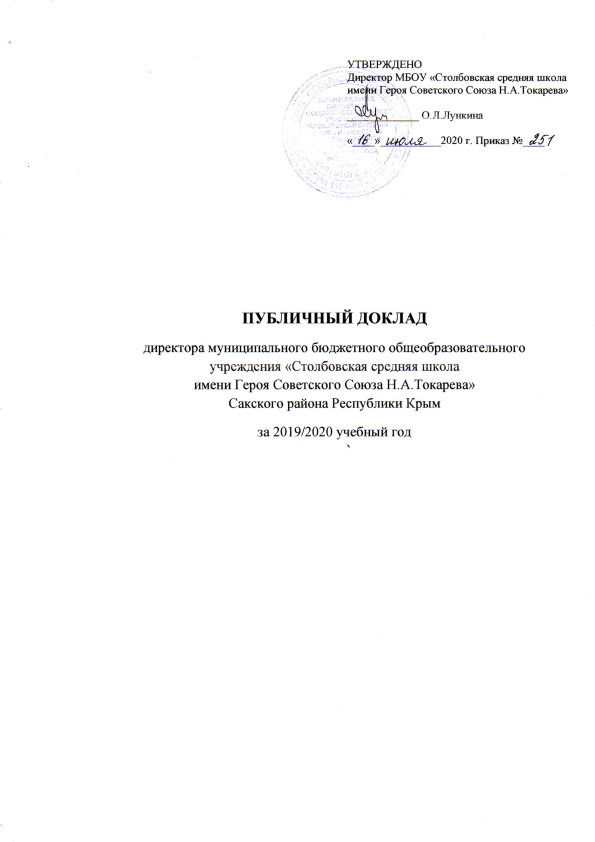 УТВЕРЖДЕНО
Директор МБОУ «Столбовская средняя школа
имени Героя Советского Союза Н.А.Токарева»
_____________ О.Л.Лункина
« 16 » июля 2020 г. Приказ № 251
ПУБЛИЧНЫЙ ДОКЛАД
директора муниципального бюджетного общеобразовательного
учреждения «Столбовская средняя школа
имени Героя Советского Союза Н.А.Токарева»
Сакского района Республики Крым
за 2019/2020 учебный год